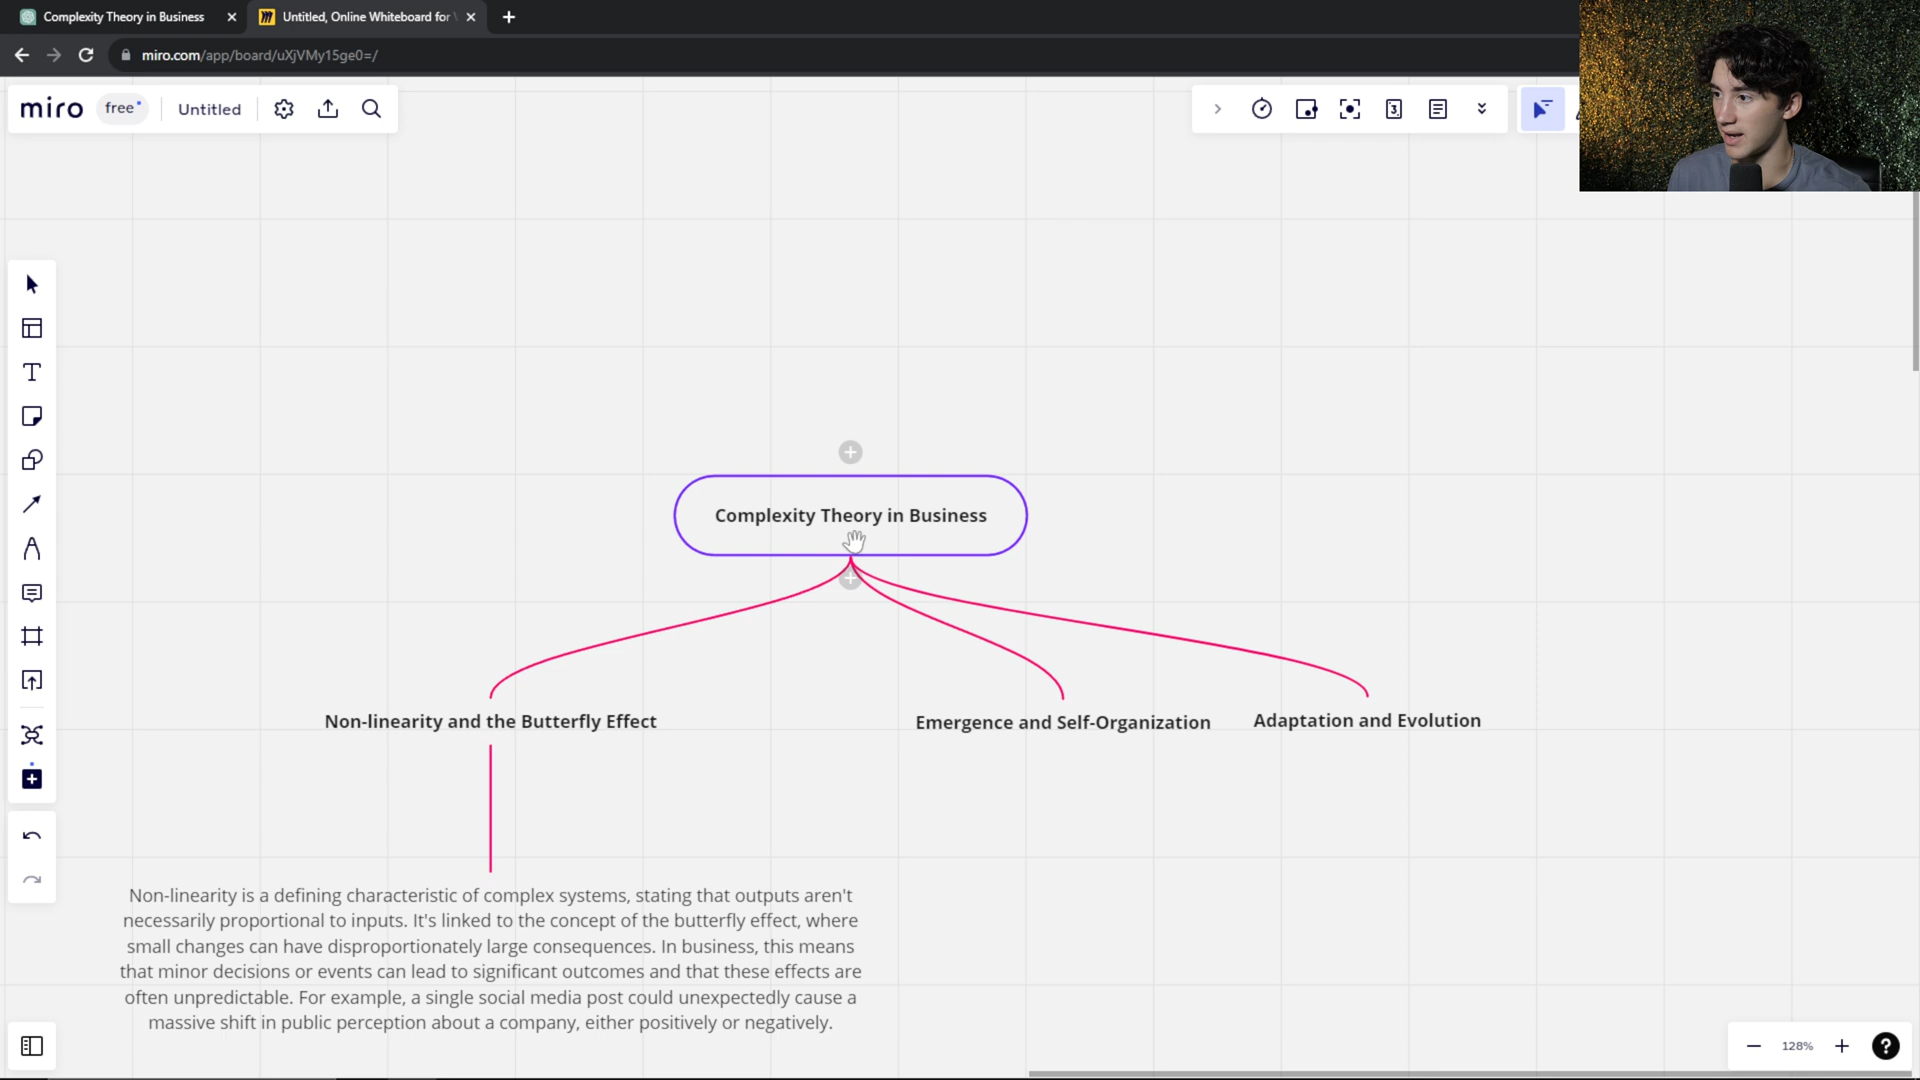 Complexity Theory in Business
Untitled, Online Whiteboard for
miro.com/app/board/uXjVMy15ge0=/
miro
free
Untitled
3
Complexity Theory in Business
Non-linearity and the Butterfly Effect
Emergence and Self-Organization
Adaptation and Evolution
Non-linearity is a defining characteristic of complex systems, stating that outputs aren't
necessarily proportional to inputs. It's linked to the concept of the butterfly effect, where
small changes can have disproportionately large consequences. In business, this means
that minor decisions or events can lead to significant outcomes and that these effects are
often unpredictable. For example, a single social media post could unexpectedly cause a
massive shift in public perception about a company, either positively or negatively.
128%